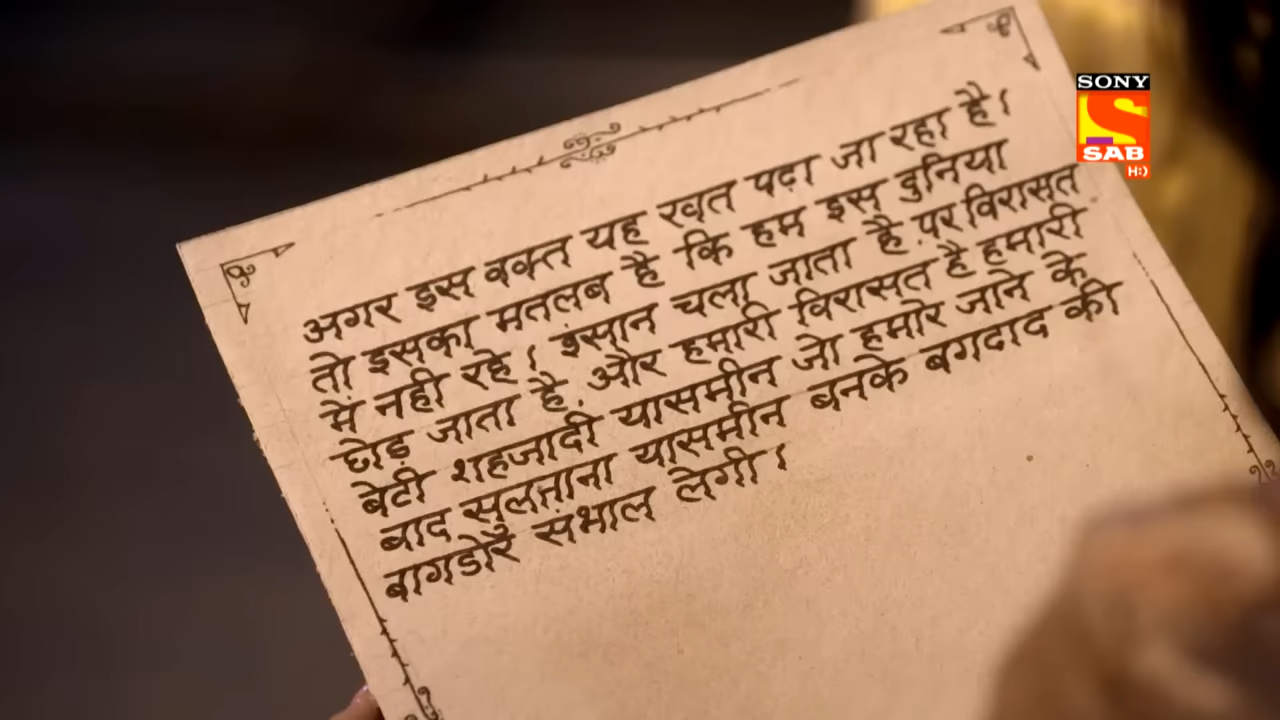 अगर इस वक्त यह खत पढा जा रहा है।
तो इसका मतलब है कि हम इस दुनिया
में नही रहे। इंसान चला जाता है. पर विरासत
छोड़ जाता है. और हमारी विरासत है हमारी
बेटी शहजादी यासमीन जो हमारे जाने के
बाद सुलताना यासमीन बनके बगदाद की
बागडोर संभाल लेगी।
SONY
S
SAB
H:)